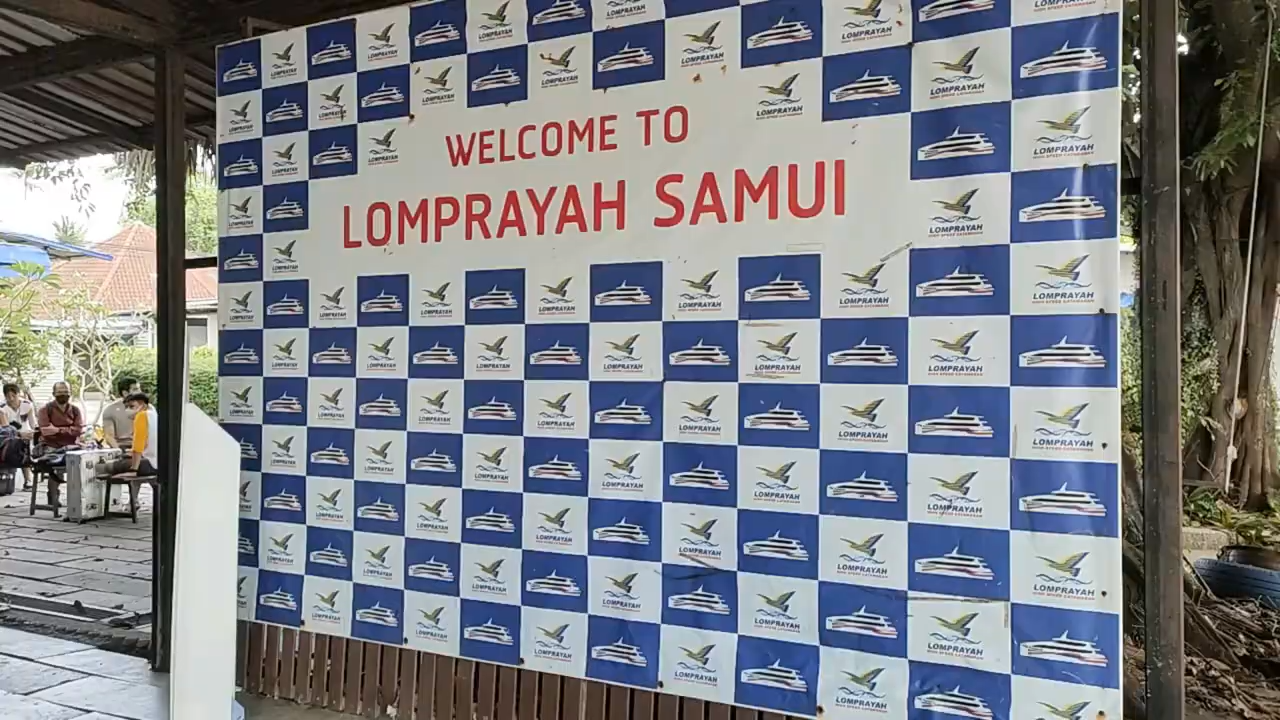 WELCOME TO
LOMPRAYAH SAMUI
LOMPRAYAH
HIGH SPEED CATAMARAN